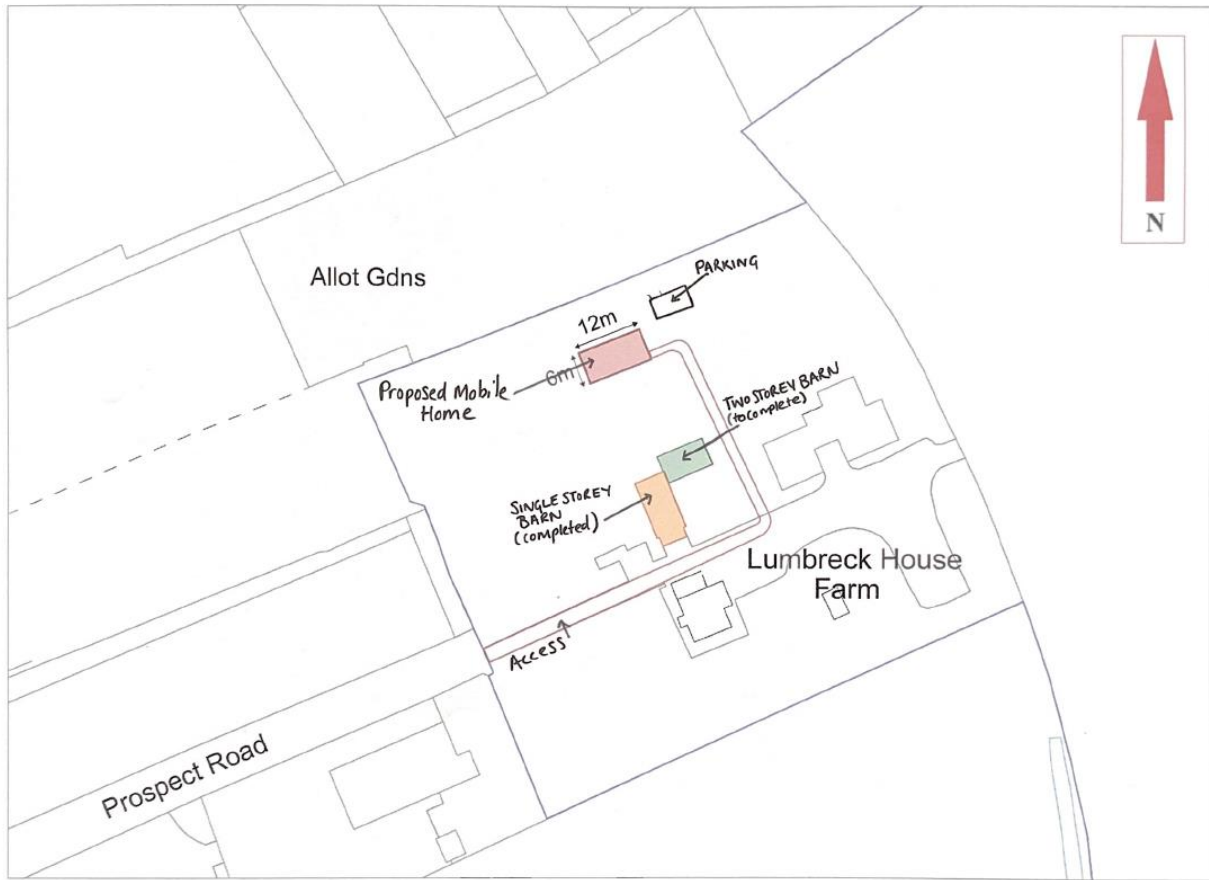 N
Allot Gdns
PARKING
12m
6m
Proposed Mobile
Home
TWO STOREY BARN
(to complete)
SINGLE STOREY
BARN
(completed)
Lumbreck House
Farm
ACCESS
Prospect Road